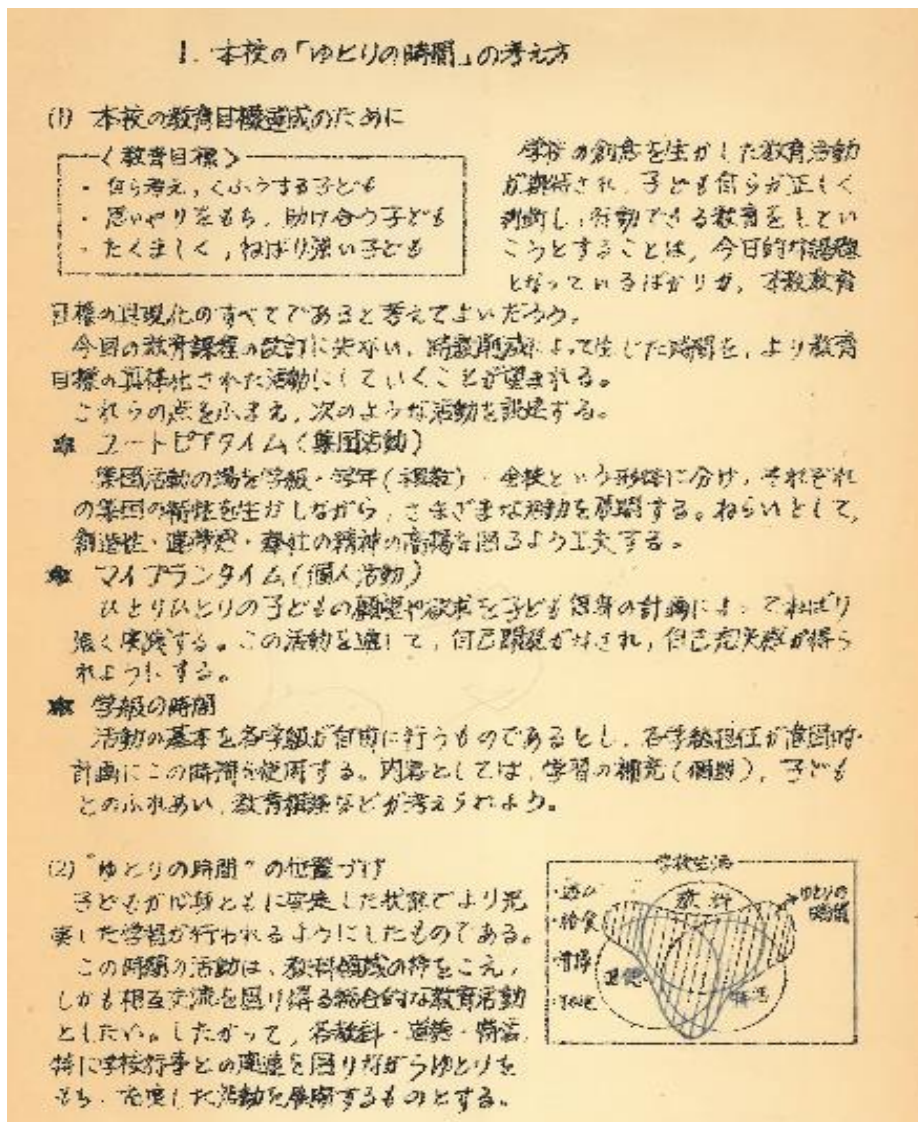 1. 本校の「ゆとりの時間」の考え方
(1) 本校の教育目標達成のために
〈教育目標〉
・自ら考え,くふうする子ども
・思いやりをもち,助け合う子ども
・たくましく,ねばり強い子ども
学校の創意を生かした教育活動
が期待され,子ども自らが正しく
判断し,行動できる教育をしてい
こうとすることは,今日的な課題
となっているばかりか,本校教育
目標の具現化のすべてであると考えてよいだろう。
今回の教育課程の改訂に伴ない,時数削減によって生じた時間を,より教育
目標の具体化された活動にしていくことが望まれる。
これらの点をふまえ,次のような活動を設定する。
ユートピアタイム(集団活動)
集団活動の場を学級・学年(複数)・全校という形態に分け,それぞれ
の集団の特性を生かしながら,さまざまな活動を展開する。ねらいとして,
創造性・連帯感・奉仕の精神の高揚を図るよう工夫する。
マイプランタイム(個人活動)
ひとりひとりの子どもの願望や欲求を子ども自身の計画によってねばり
強く実践する。この活動を通して,自己 がなされ,自己充実感が得ら
れようにする。
学級の時間
活動の基本を各学級が自由に行うものであるとし,各学級担任が意図的
計画にこの時間を使用する。内容としては,学習の補充(個別),子ども
とのふれあい,教育相談などが考えられよう。
(2) "ゆとりの時間"の位置づけ
子どもが心身ともに安定した状態でより充
実した学習が行われるようにしたものである。
この時間の活動は,教科領域の枠をこえ,
しかも相互交流を図り得る総合的な教育活動
としたい。したがって,各教科・道徳・特活,
特に学校行事との関連を図りながらゆとりを
もち,充実した活動を展開するものとする。
学校生活
・遊び
・給食
・清掃
教科
道徳
特活
ゆとりの
時間